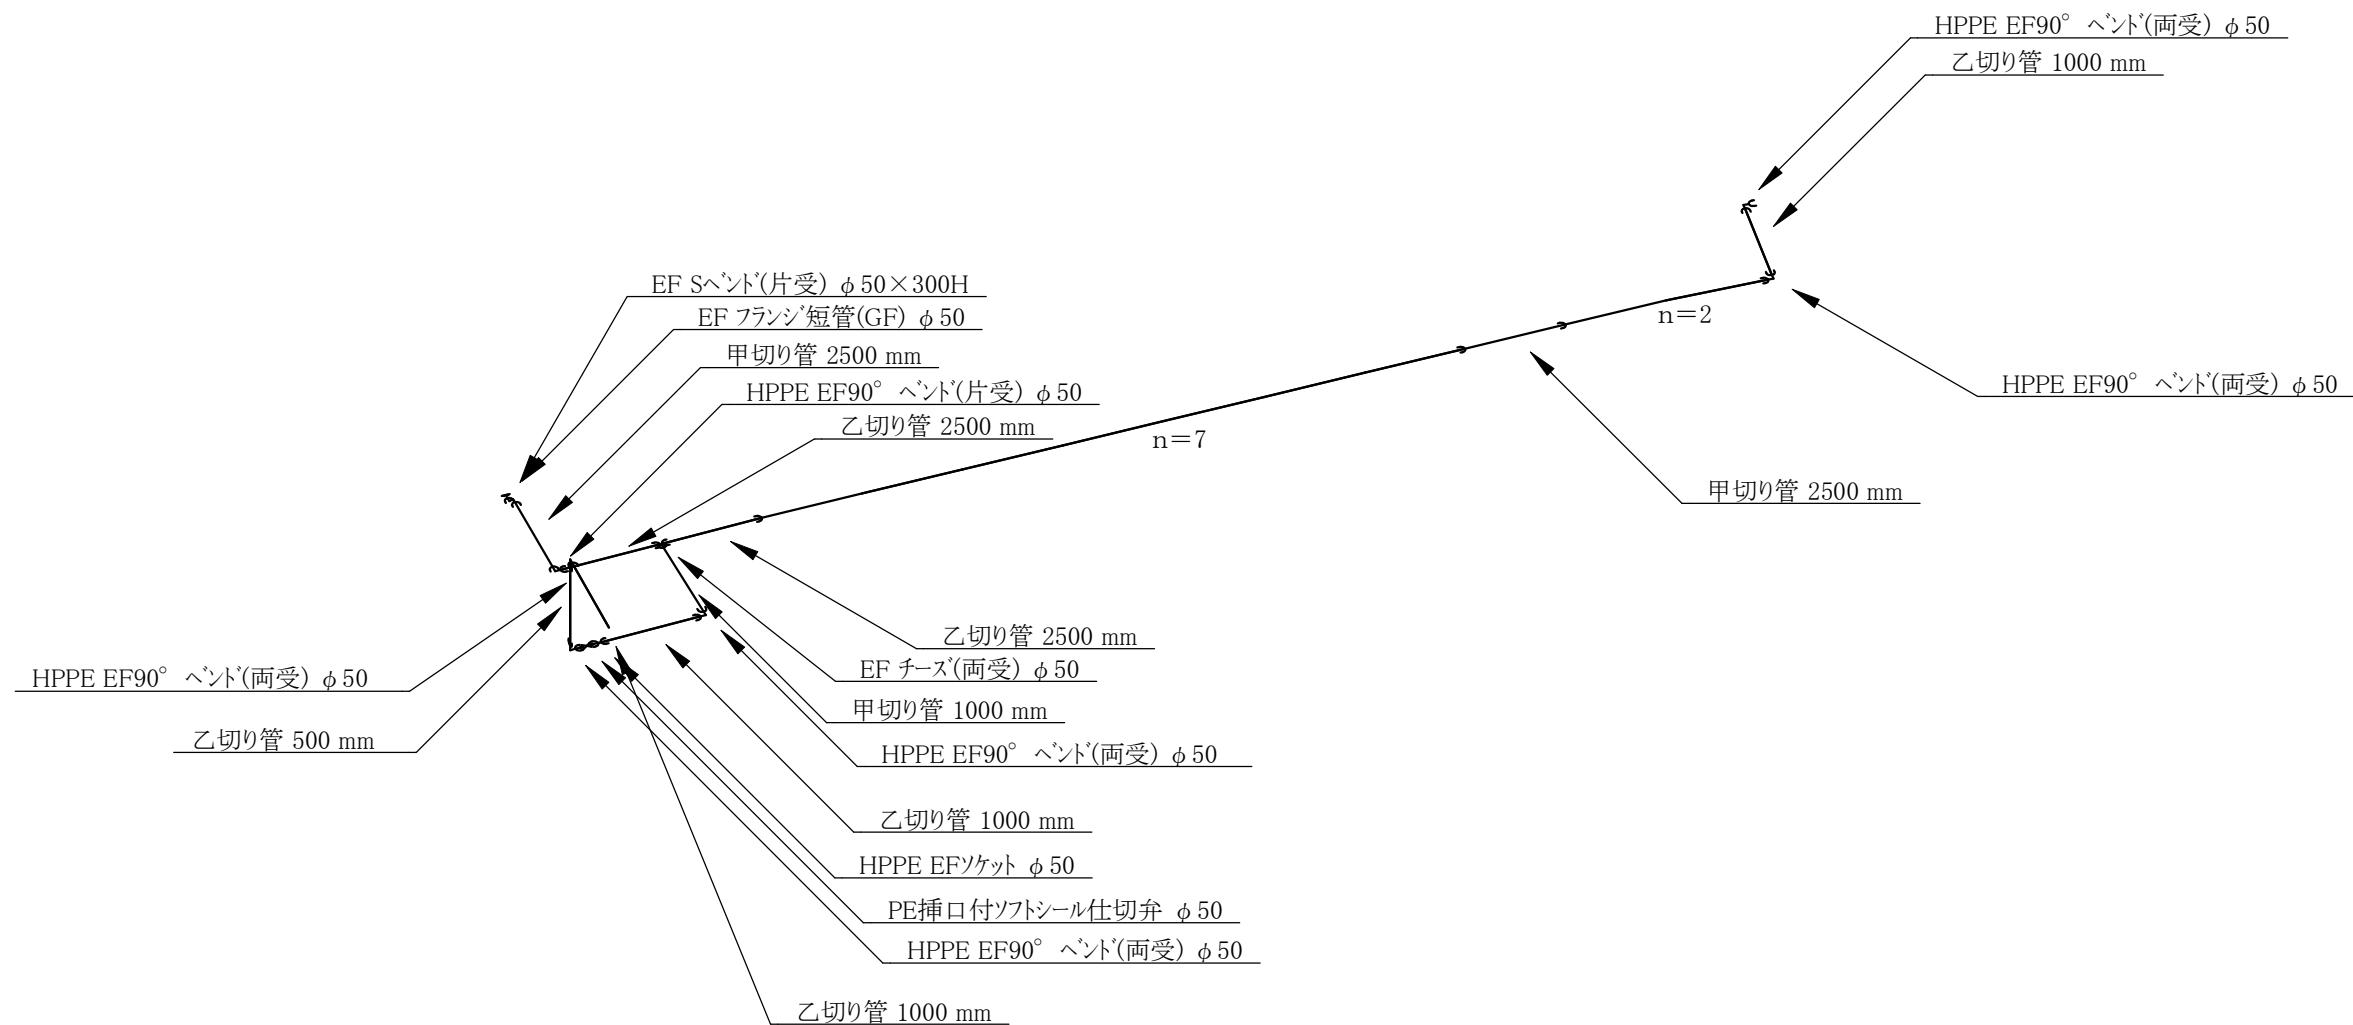 HPPE EF90° ベンド(両受) φ50
乙切り管 1000 mm
EF Sベンド(片受) φ50×300H
EF フランジ短管(GF) φ50
n=2
甲切り管 2500 mm
HPPE EF90° ベンド(両受) φ50
HPPE EF90° ベンド(片受) φ50
乙切り管 2500 mm
n=7
甲切り管 2500 mm
乙切り管 2500 mm
HPPE EF90° ベンド(両受) φ50
EF チーズ(両受) φ50
甲切り管 1000 mm
乙切り管 500 mm
HPPE EF90° ベンド(両受) φ50
乙切り管 1000 mm
HPPE EFソケット φ50
PE挿口付ソフトシール仕切弁 φ50
HPPE EF90° ベンド(両受) φ50
乙切り管 1000 mm